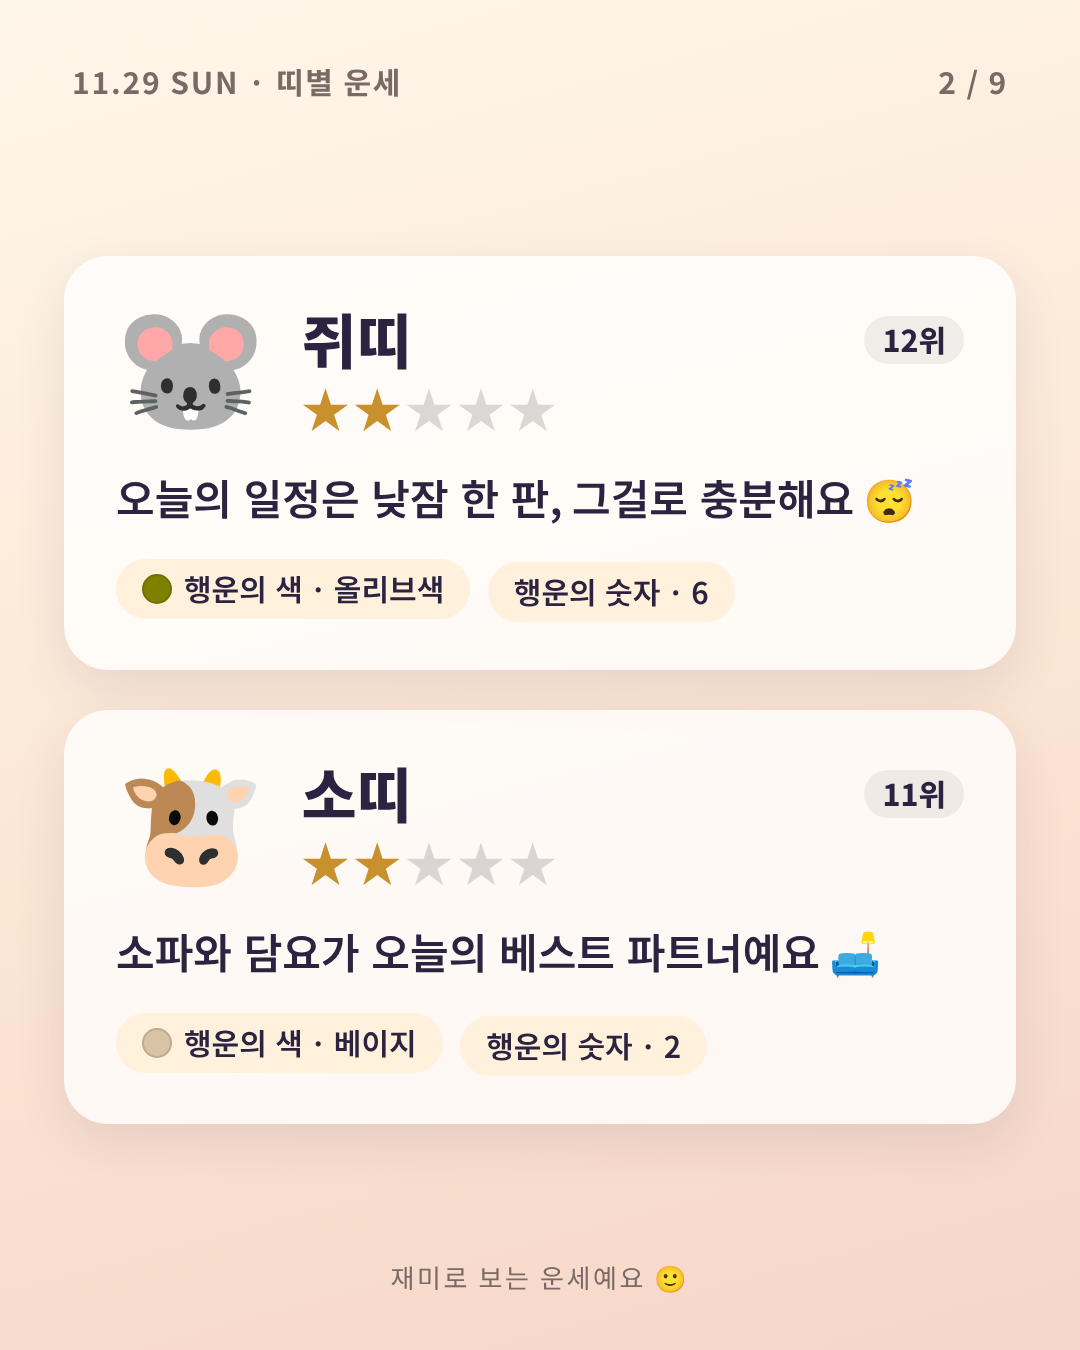 11.29 SUN · 띠별 운세
2 / 9
쥐띠
12위
★★★★★
오늘의 일정은 낮잠 한 판, 그걸로 충분해요 😴
행운의 색 · 올리브색
행운의 숫자 · 6
소띠
11위
★★★★★
소파와 담요가 오늘의 베스트 파트너예요 🛋️
행운의 색 · 베이지
행운의 숫자 · 2
재미로 보는 운세예요 🙂